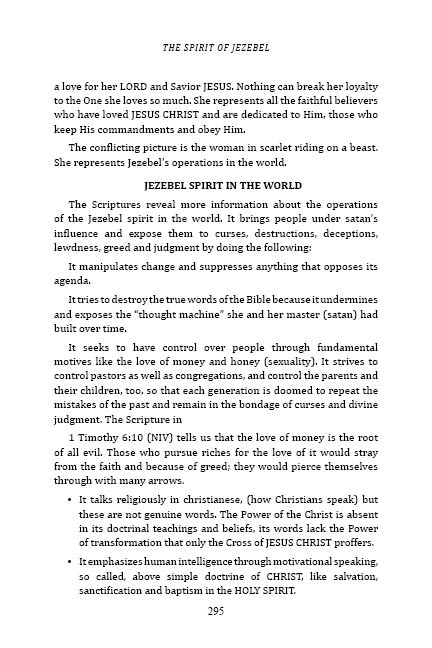 THE SPIRIT OF JEZEBEL
a love for her LORD and Savior JESUS. Nothing can break her loyalty
to the One she loves so much. She represents all the faithful believers
who have loved JESUS CHRIST and are dedicated to Him, those who
keep His commandments and obey Him.
The conflicting picture is the woman in scarlet riding on a beast.
She represents Jezebel's operations in the world.
JEZEBEL SPIRIT IN THE WORLD
The Scriptures reveal more information about the operations
of the Jezebel spirit in the world. It brings people under satan's
influence and expose them to curses, destructions, deceptions,
lewdness, greed and judgment by doing the following:
It manipulates change and suppresses anything that opposes its
agenda.
It tries to destroy the true words of the Bible because it undermines
and exposes the “thought machine” she and her master (satan) had
built over time.
It seeks to have control over people through fundamental
motives like the love of money and honey (sexuality). It strives to
control pastors as well as congregations, and control the parents and
their children, too, so that each generation is doomed to repeat the
mistakes of the past and remain in the bondage of curses and divine
judgment. The Scripture in
1 Timothy 6:10 (NIV) tells us that the love of money is the root
of all evil. Those who pursue riches for the love of it would stray
from the faith and because of greed; they would pierce themselves
through with many arrows.
• It talks religiously in christianese, (how Christians speak) but
these are not genuine words. The Power of the Christ is absent
in its doctrinal teachings and beliefs, its words lack the Power
of transformation that only the Cross of JESUS CHRIST proffers.
• It emphasizes human intelligence through motivational speaking,
so called, above simple doctrine of CHRIST, like salvation,
sanctification and baptism in the HOLY SPIRIT.
295